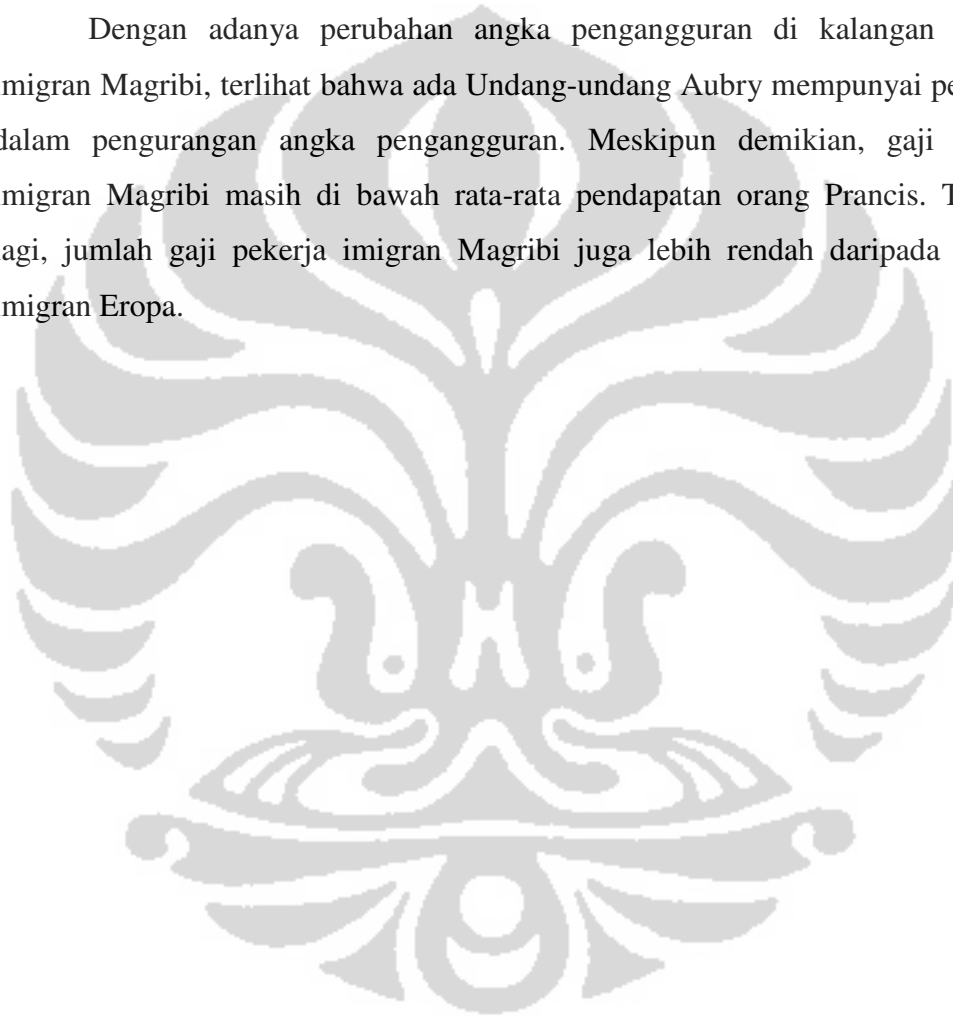 Dengan adanya perubahan angka pengangguran di kalangan
imigran Magribi, terlihat bahwa ada Undang-undang Aubry mempunyai
dalam pengurangan angka pengangguran. Meskipun demikian, gaji
imigran Magribi masih di bawah rata-rata pendapatan orang Prancis.
lagi, jumlah gaji pekerja imigran Magribi juga lebih rendah daripada
imigran Eropa.